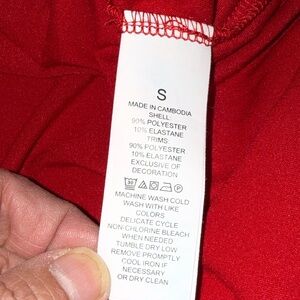 S
MADE IN CAMBODIA
SHELL
90% POLYESTER
10% ELASTANE
TRIMS
90% POLYESTER
10% ELASTANE
EXCLUSIVE OF
DECORATION
MACHINE WASH COLD
WASH WITH LIKE
COLORS
DELICATE CYCLE
NON-CHLORINE BLEACH
WHEN NEEDED
TUMBLE DRY LOW
REMOVE PROMPTLY
COOL IRON IF
NECESSARY
OR DRY CLEAN